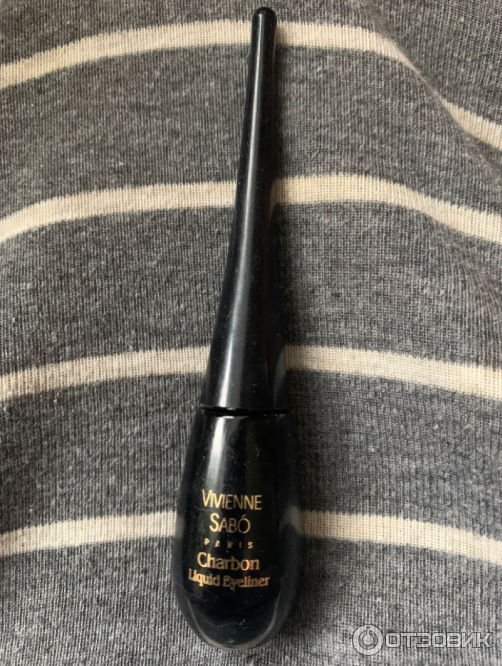 VIVIENNE
SABÓ
PARIS
Charbon
Liquid Eyeliner
ОТЗОВИК